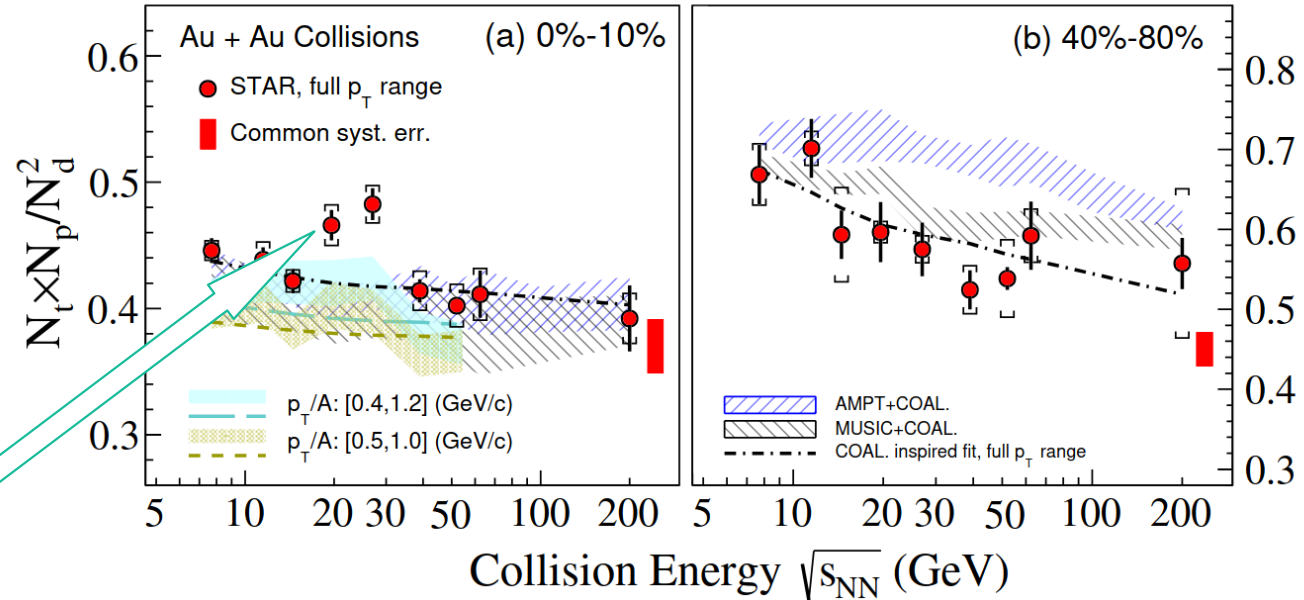 Au + Au Collisions
(a) 0%-10%
STAR, full p_T range
Common syst. err.
p_T/A: [0.4,1.2] (GeV/c)
p_T/A: [0.5,1.0] (GeV/c)
N_t×N_p/N_d^2
0.6
0.5
0.4
0.3
5 10 20 30 100 200
(b) 40%-80%
AMPT+COAL.
MUSIC+COAL.
COAL. inspired fit, full p_T range
0.8
0.7
0.6
0.5
0.4
0.3
5 10 20 30 50 100 200
Collision Energy √s_NN (GeV)